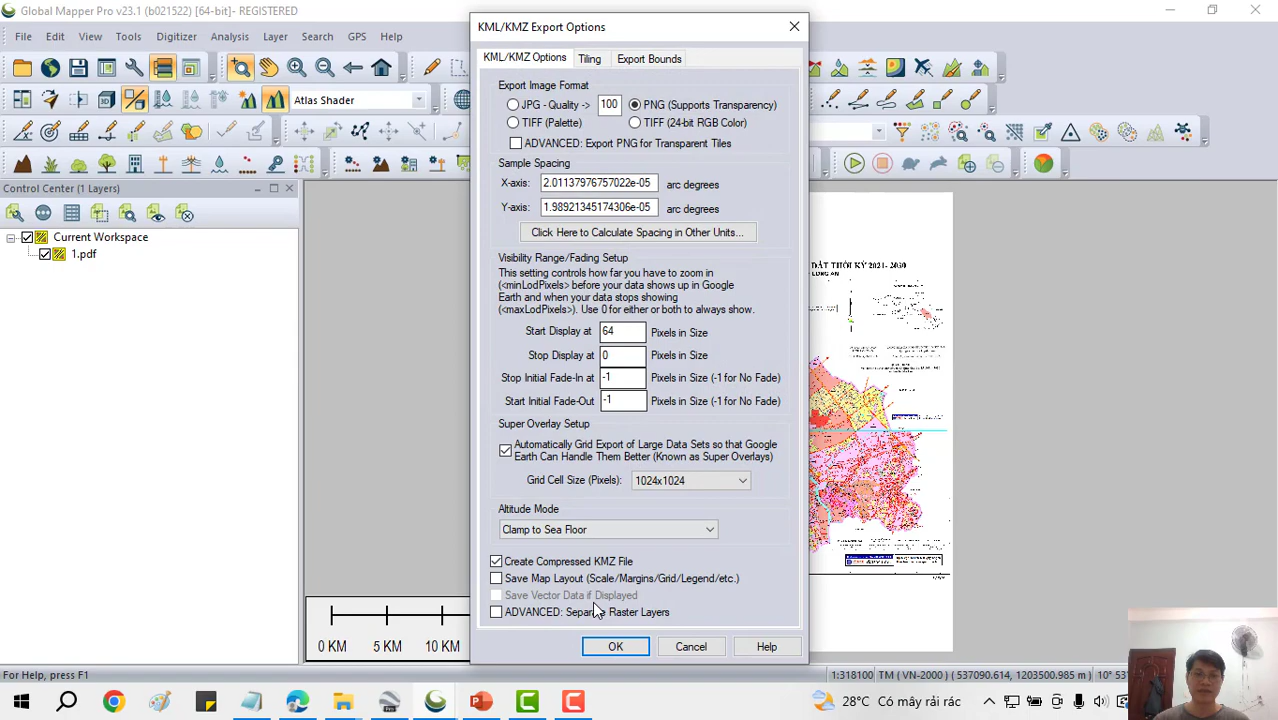 Global Mapper Pro v23.1 (b021522) [64-bit] - REGISTERED
File Edit View Tools Digitizer Analysis Layer Search GPS Help
Atlas Shader
Control Center (1 Layers)
Current Workspace
1.pdf
KML/KMZ Export Options
KML/KMZ Options Tiling Export Bounds
Export Image Format
JPG - Quality -> 100 PNG (Supports Transparency)
TIFF (Palette) TIFF (24-bit RGB Color)
ADVANCED: Export PNG for Transparent Tiles
Sample Spacing
X-axis: 2.01137976757022e-05 arc degrees
Y-axis: 1.98921345174306e-05 arc degrees
Click Here to Calculate Spacing in Other Units...
Visibility Range/Fading Setup
This setting controls how far you have to zoom in
(<minLodPixels> before your data shows up in Google
Earth and when your data stops showing
(<maxLodPixels>). Use 0 for either or both to always show.
Start Display at 64 Pixels in Size
Stop Display at 0 Pixels in Size
Stop Initial Fade-In at -1 Pixels in Size (-1 for No Fade)
Start Initial Fade-Out -1 Pixels in Size (-1 for No Fade)
Super Overlay Setup
Automatically Grid Export of Large Data Sets so that Google
Earth Can Handle Them Better (Known as Super Overlays)
Grid Cell Size (Pixels): 1024x1024
Altitude Mode
Clamp to Sea Floor
Create Compressed KMZ File
Save Map Layout (Scale/Margins/Grid/Legend/etc.)
Save Vector Data if Displayed
ADVANCED: Separate Raster Layers
OK Cancel Help
ĐẤT THỜI KỲ 2021 - 2030
LONG AN
0 KM 5 KM 10 KM
For Help, press F1
1:318100 TM ( VN-2000 ) ( 537090.614, 1203500.985 m )
28°C Có mây rải rác